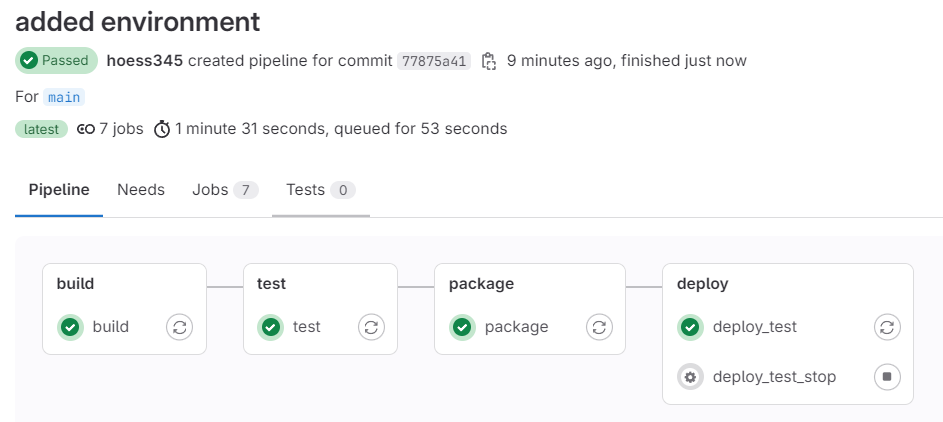 added environment
Passed hoess345 created pipeline for commit 77875a41 9 minutes ago, finished just now
For main
latest 7 jobs 1 minute 31 seconds, queued for 53 seconds
Pipeline Needs Jobs 7 Tests 0
build test package deploy
build test package deploy_test
deploy_test_stop